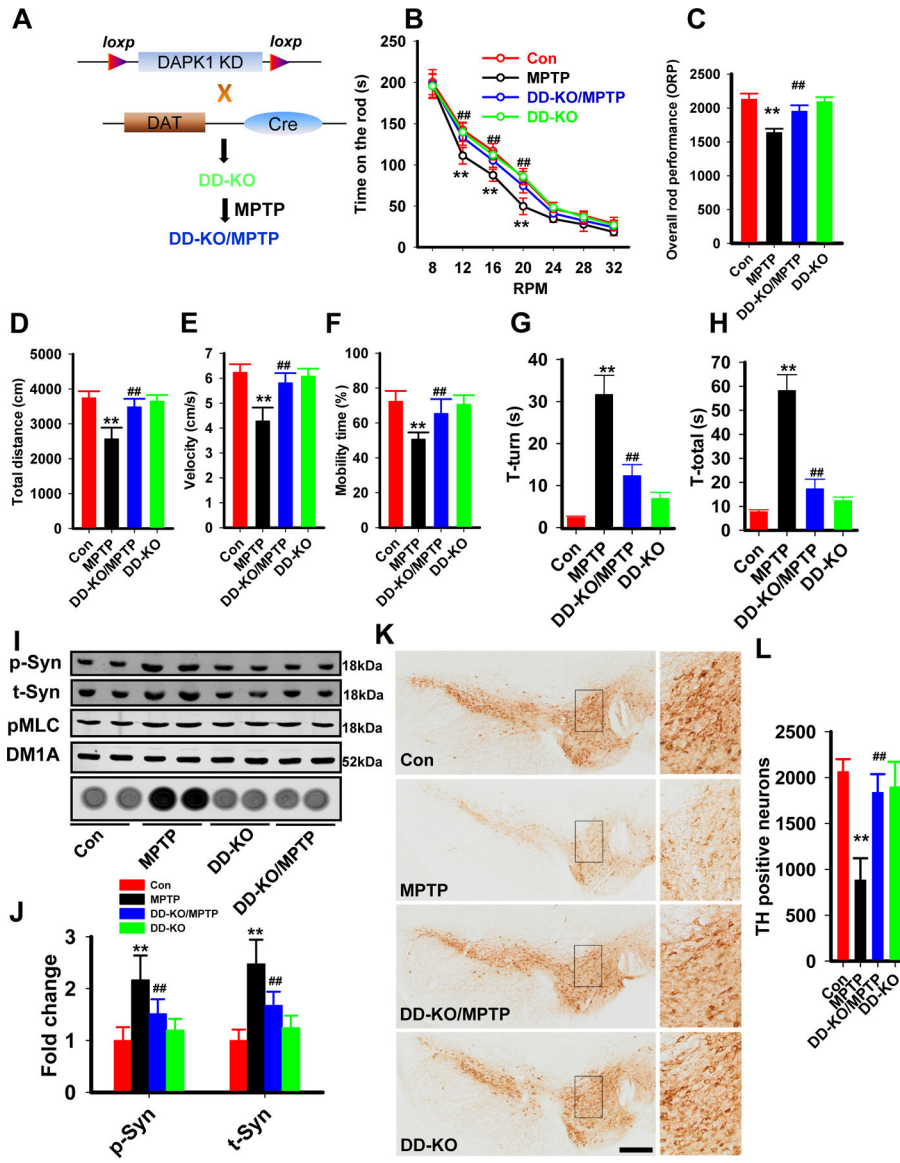 A
loxp
loxp
DAPK1 KD
X
DAT
Cre
DD-KO
MPTP
DD-KO/MPTP
B
Time on the rod (s)
250
200
150
100
50
0
8 12 16 20 24 28 32
RPM
Con
MPTP
DD-KO/MPTP
DD-KO
## ## ##
** ** **
C
Overall rod performance (ORP)
2500
2000
1500
1000
500
0
**
##
Con
MPTP
DD-KO/MPTP
DD-KO
D
Total distance (cm)
5000
4000
3000
2000
1000
0
**
##
Con
MPTP
DD-KO/MPTP
DD-KO
E
Velocity (cm/s)
7
6
5
4
3
2
1
0
**
##
Con
MPTP
DD-KO/MPTP
DD-KO
F
Mobility time (%)
100
80
60
40
20
0
**
##
Con
MPTP
DD-KO/MPTP
DD-KO
G
T-turn (s)
40
30
20
10
0
**
##
Con
MPTP
DD-KO/MPTP
DD-KO
H
T-total (s)
70
60
50
40
30
20
10
0
**
##
Con
MPTP
DD-KO/MPTP
DD-KO
I
p-Syn 18kDa
t-Syn 18kDa
pMLC 18kDa
DM1A 52kDa
Con
MPTP
DD-KO
DD-KO/MPTP
J
Con
MPTP
DD-KO/MPTP
DD-KO
Fold change
3
2
1
0
**
##
**
##
p-Syn
t-Syn
K
Con
MPTP
DD-KO/MPTP
DD-KO
L
TH positive neurons
2500
2000
1500
1000
500
0
**
##
Con
MPTP
DD-KO/MPTP
DD-KO